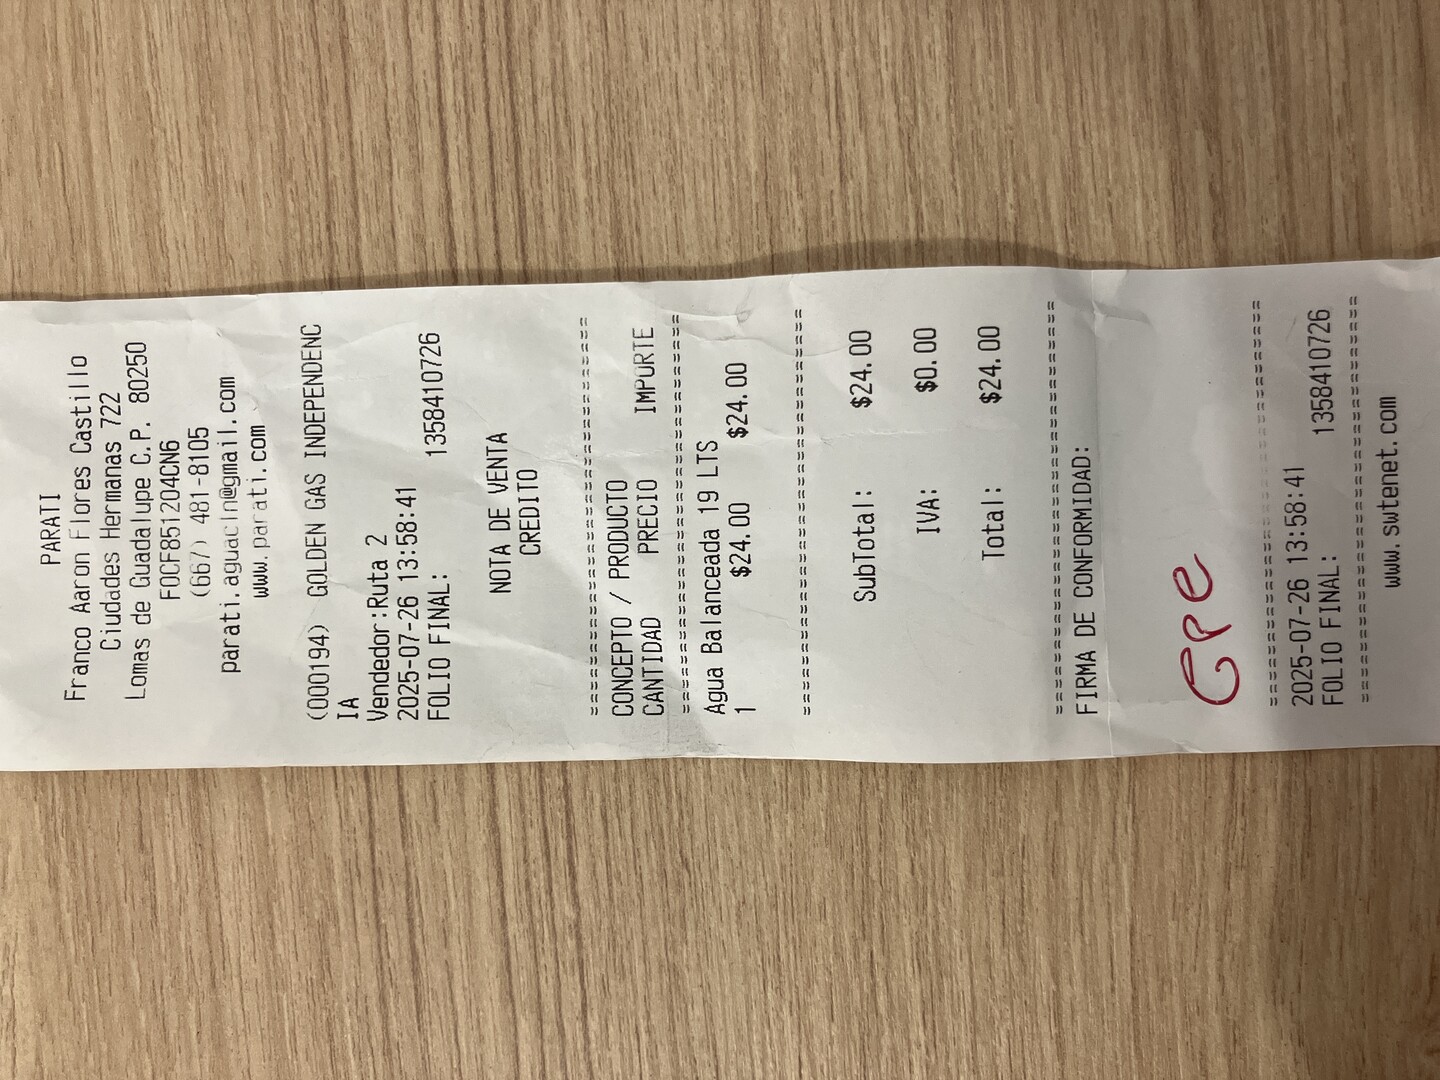 PARATI
Franco Aaron Flores Castillo
Ciudades Hermanas 722
Lomas de Guadalupe C.P. 80250
FOCF851204CN6
(667) 481-8105
parati.aguacln@gmail.com
www.parati.com
(000194) GOLDEN GAS INDEPENDENC
IA
Vendedor:Ruta 2
2025-07-26 13:58:41
FOLIO FINAL: 1358410726
NOTA DE VENTA
CREDITO
================================
CONCEPTO / PRODUCTO
CANTIDAD PRECIO IMPORTE
================================
Agua Balanceada 19 LTS
1 $24.00 $24.00
================================
SubTotal: $24.00
IVA: $0.00
Total: $24.00
================================
FIRMA DE CONFORMIDAD:
Gpe
================================
2025-07-26 13:58:41
FOLIO FINAL: 1358410726
================================
www.swtenet.com